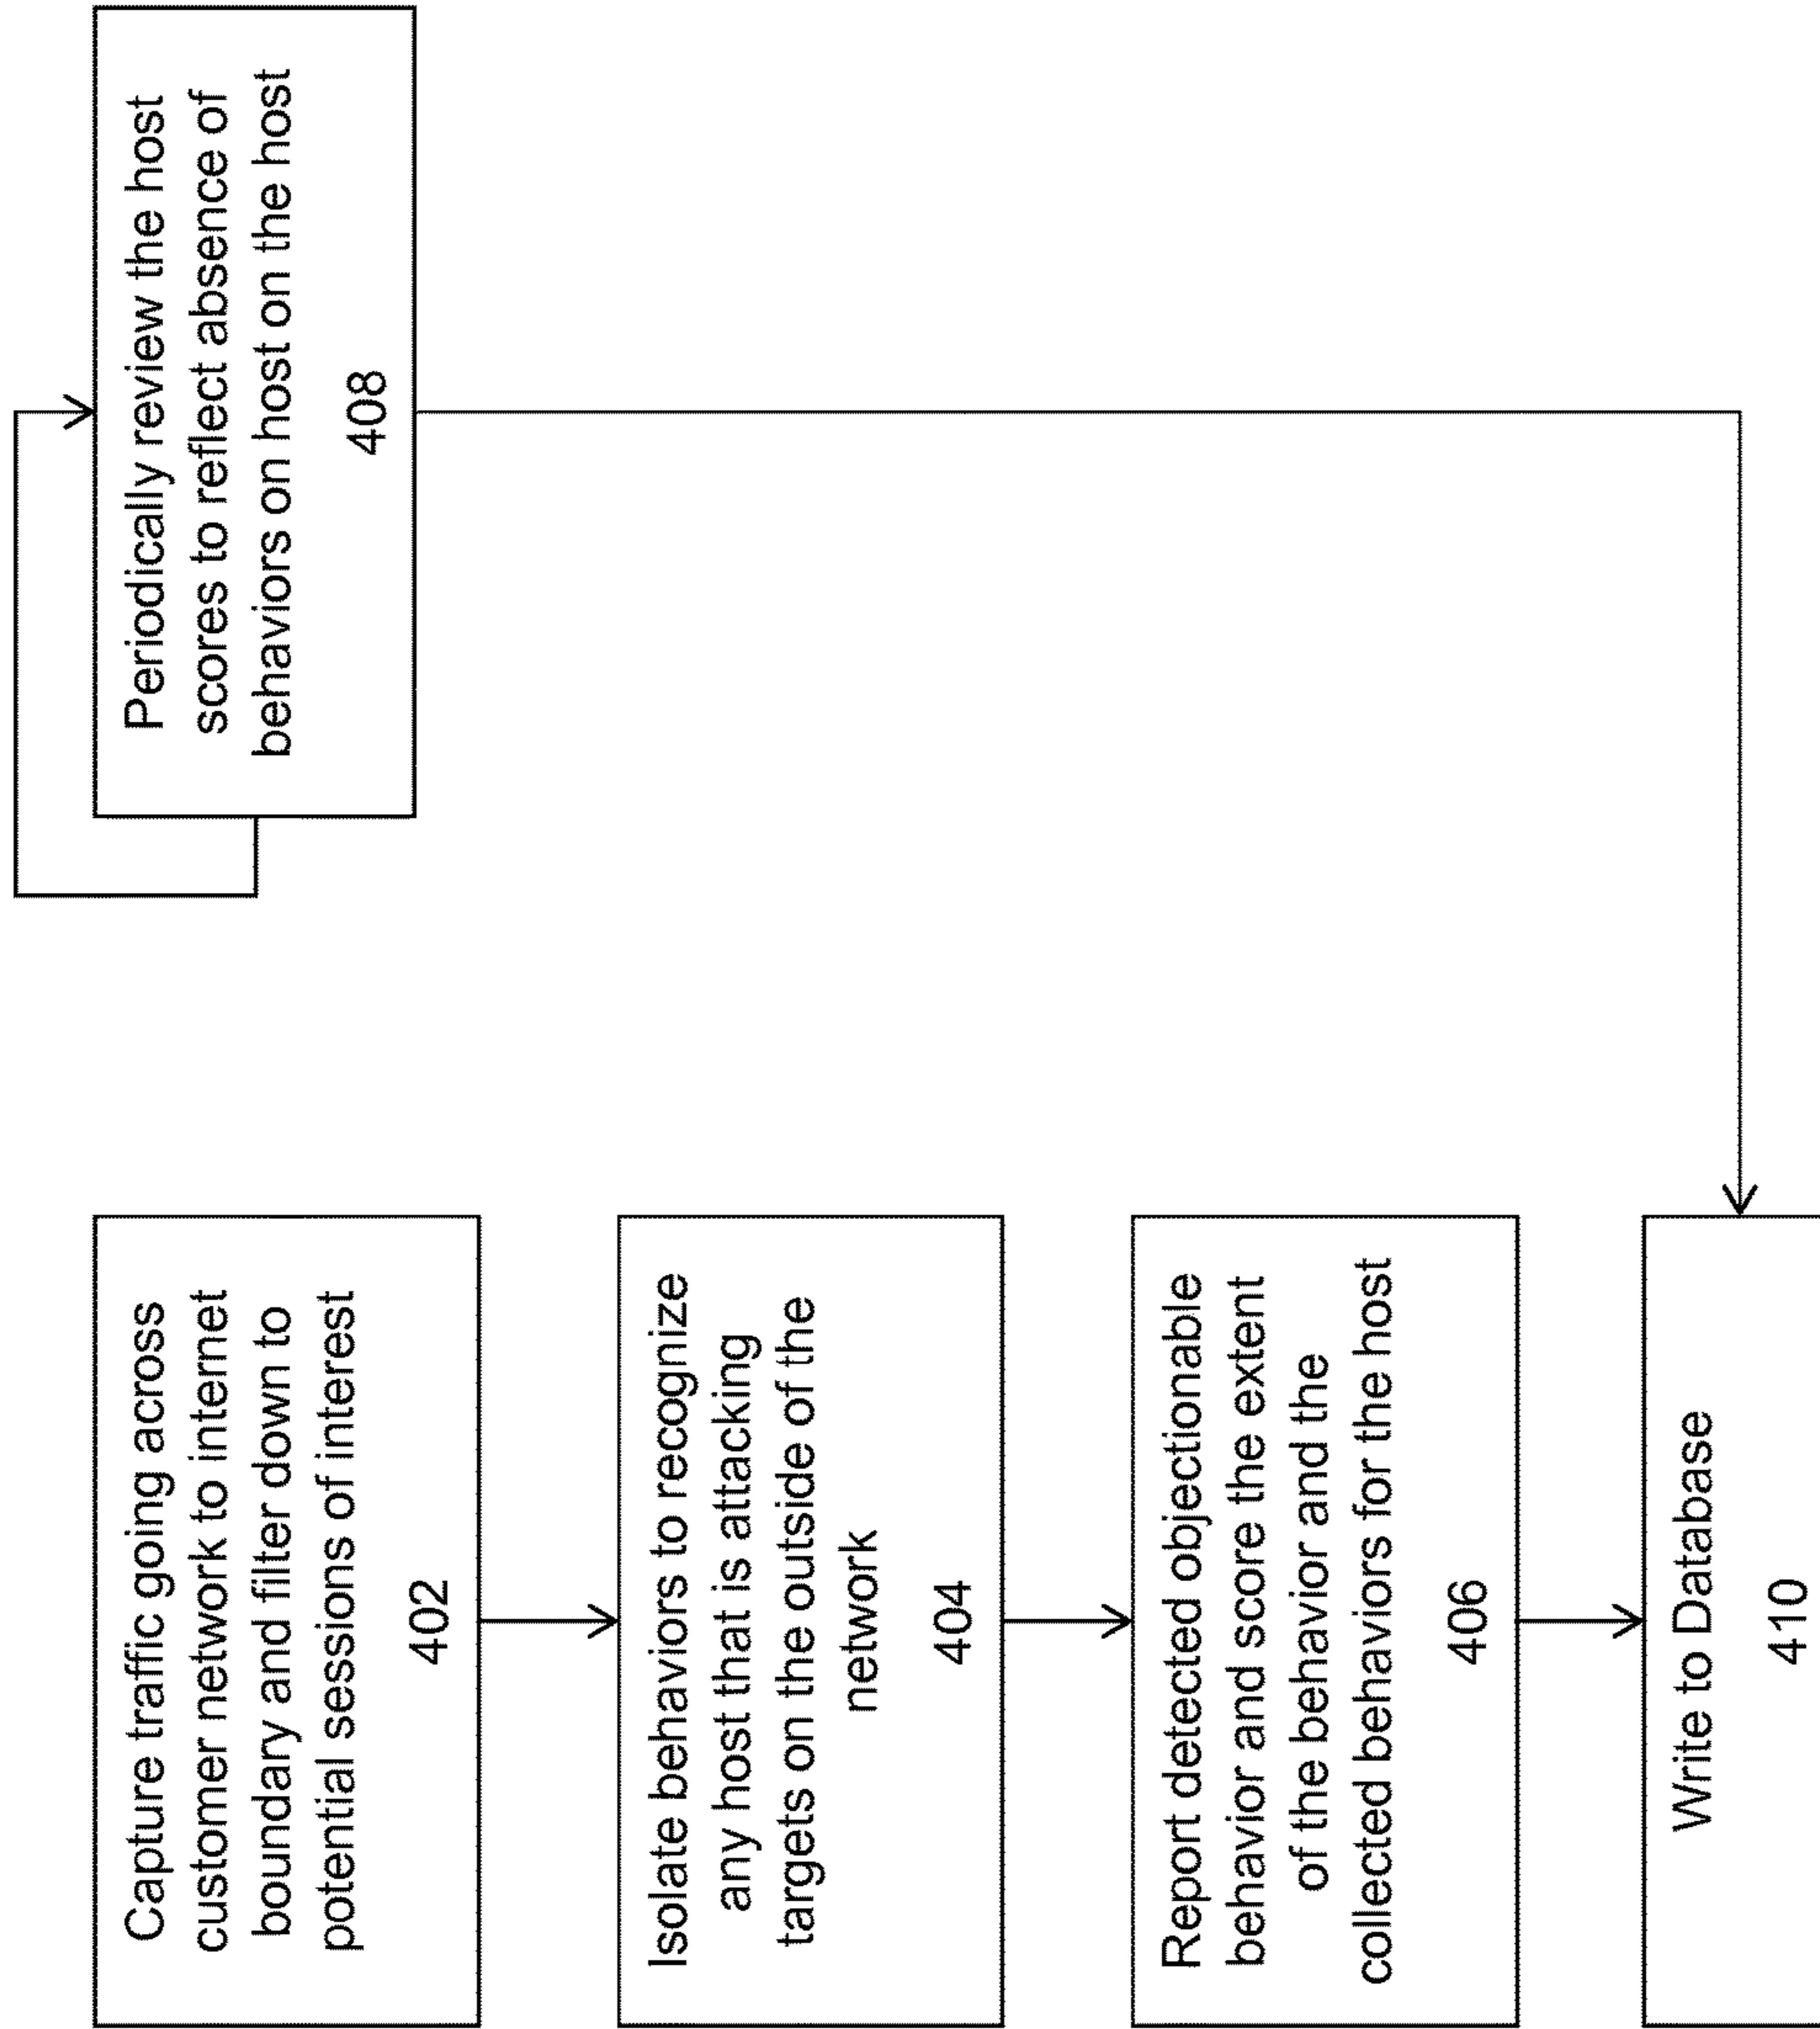 Capture traffic going across
customer network to internet
boundary and filter down to
potential sessions of interest
402
Isolate behaviors to recognize
any host that is attacking
targets on the outside of the
network
404
Report detected objectionable
behavior and score the extent
of the behavior and the
collected behaviors for the host
406
Write to Database
410
Periodically review the host
scores to reflect absence of
behaviors on host on the host
408